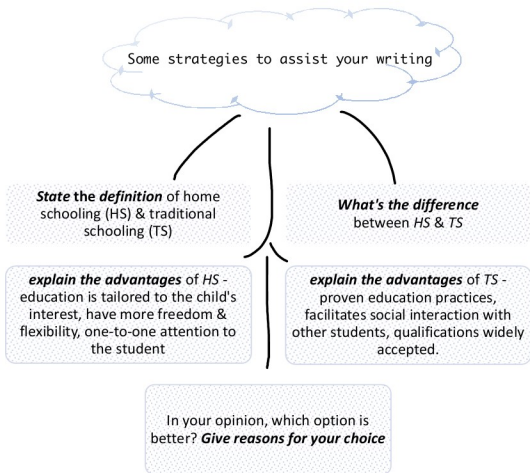 Some strategies to assist your writing
State the definition of home
schooling (HS) & traditional
schooling (TS)
What's the difference
between HS & TS
explain the advantages of HS -
education is tailored to the child's
interest, have more freedom &
flexibility, one-to-one attention to
the student
explain the advantages of TS -
proven education practices,
facilitates social interaction with
other students, qualifications widely
accepted.
In your opinion, which option is
better? Give reasons for your choice